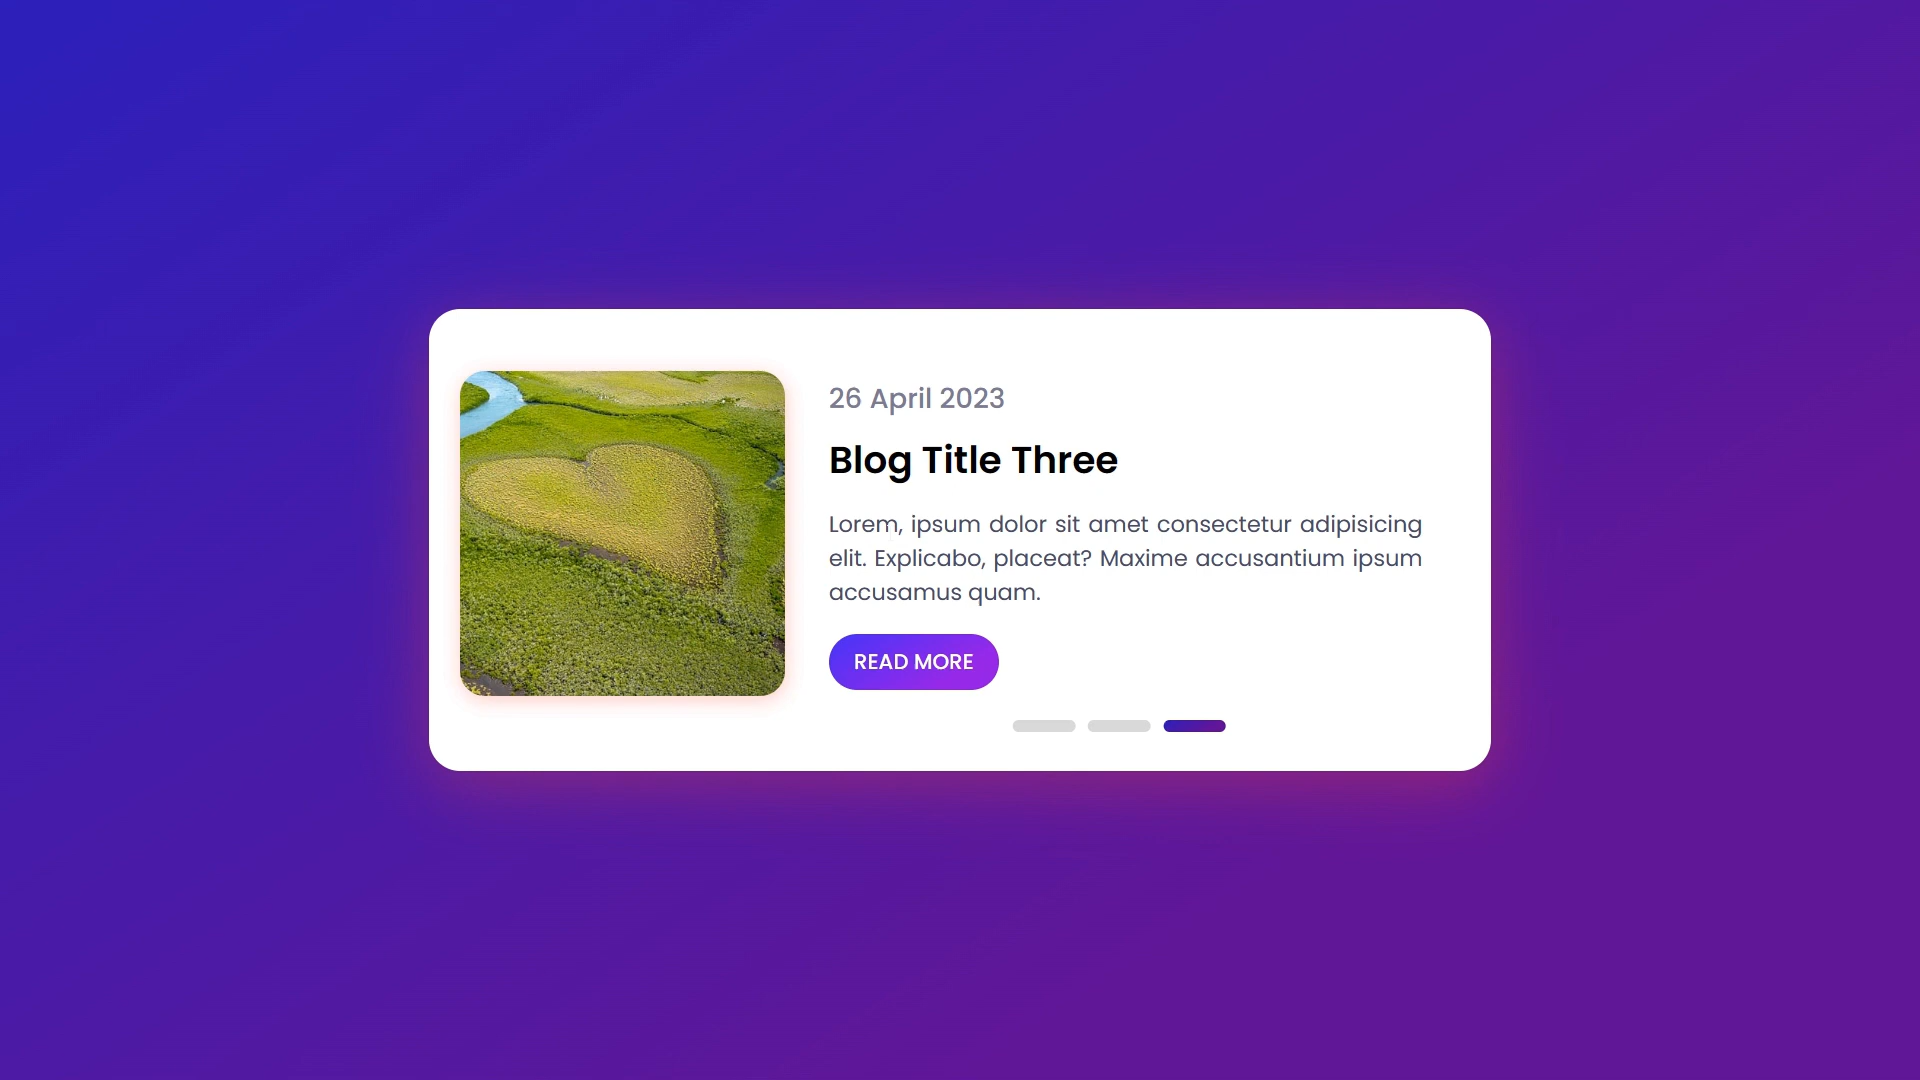 26 April 2023
Blog Title Three
Lorem, ipsum dolor sit amet consectetur adipisicing
elit. Explicabo, placeat? Maxime accusantium ipsum
accusamus quam.
READ MORE